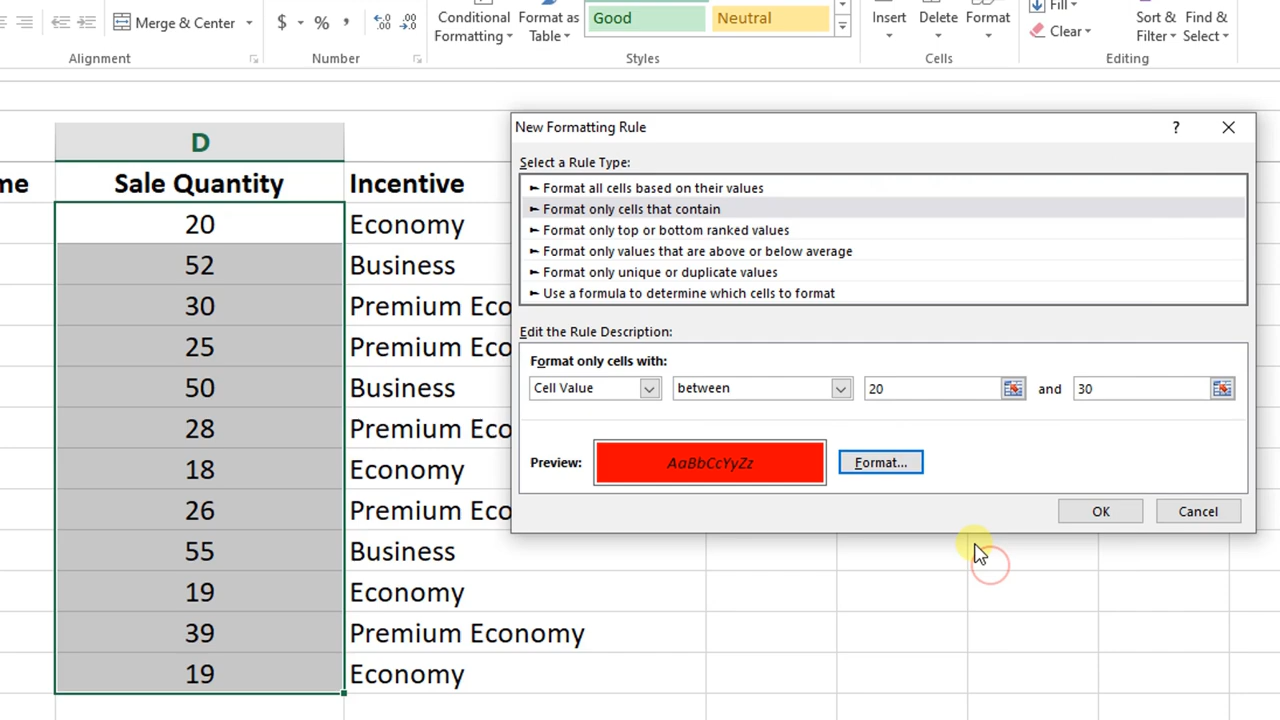 Merge & Center $ % , Conditional Format as Good Neutral Insert Delete Format Fill Sort & Find &
Formatting Table Clear Filter Select
Alignment Number Styles Cells Editing
D
me Sale Quantity Incentive
20 Economy
52 Business
30 Premium Eco
25 Premium Eco
50 Business
28 Premium Eco
18 Economy
26 Premium Eco
55 Business
19 Economy
39 Premium Economy
19 Economy
New Formatting Rule ?
Select a Rule Type:
► Format all cells based on their values
► Format only cells that contain
► Format only top or bottom ranked values
► Format only values that are above or below average
► Format only unique or duplicate values
► Use a formula to determine which cells to format
Edit the Rule Description:
Format only cells with:
Cell Value between 20 and 30
Preview: AaBbCcYyZz Format...
OK Cancel